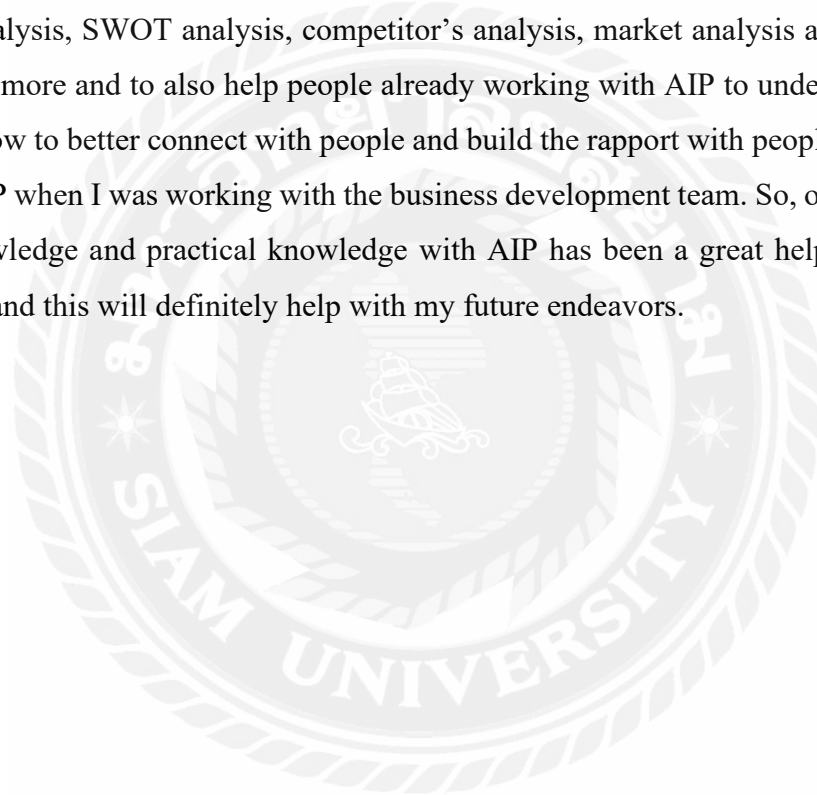 alysis, SWOT analysis, competitor's analysis, market analysis a
more and to also help people already working with AIP to unde
ow to better connect with people and build the rapport with peopl
P when I was working with the business development team. So, o
wledge and practical knowledge with AIP has been a great help
and this will definitely help with my future endeavors.
SIAM UNIVERSITY